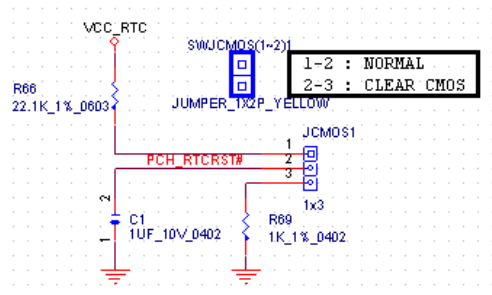 VCC_RTC
SWJCMOS(1~2)1
1-2 : NORMAL
2-3 : CLEAR CMOS
R66
22.1K_1%_0603
JUMPER_1X2P_YELLOW
JCMOS1
1
PCH_RTCRST#
2
3
1x3
2
C1
1UF_10V_0402
1
R69
1K_1%_0402